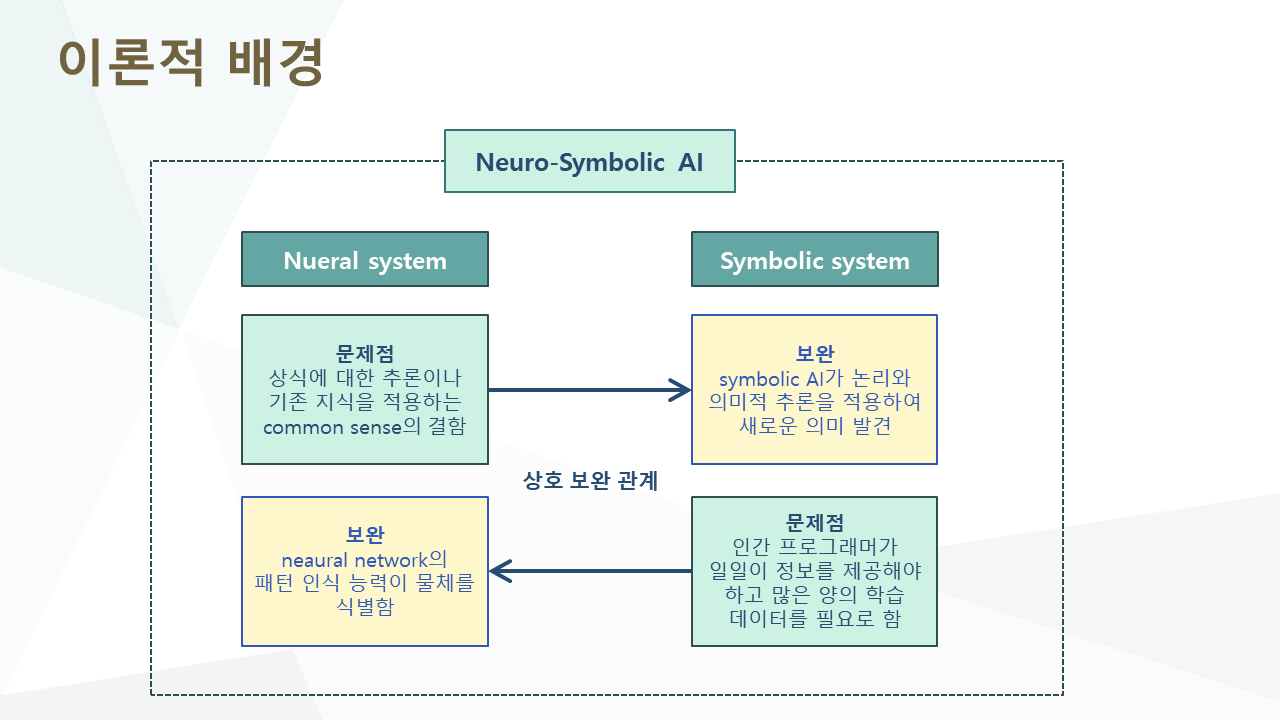 이론적 배경
Neuro-Symbolic AI
Nueral system
Symbolic system
문제점
상식에 대한 추론이나
기존 지식을 적용하는
common sense의 결함
보완
symbolic AI가 논리와
의미적 추론을 적용하여
새로운 의미 발견
상호 보완 관계
보완
neaural network의
패턴 인식 능력이 물체를
식별함
문제점
인간 프로그래머가
일일이 정보를 제공해야
하고 많은 양의 학습
데이터를 필요로 함